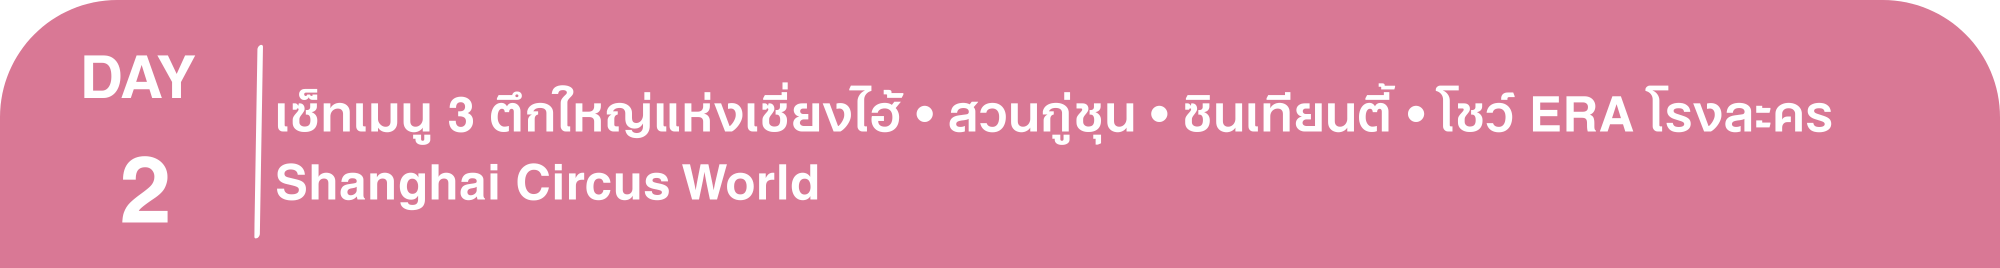 DAY
2
เซ็ทเมนู 3 ตึกใหญ่แห่งเซี่ยงไฮ้ • สวนกู่ชุน • ซินเทียนตี้ • โชว์ ERA โรงละคร
Shanghai Circus World